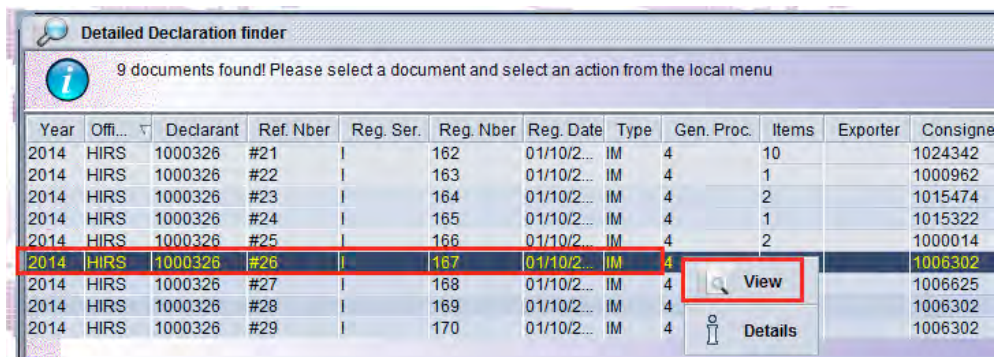 Detailed Declaration finder
9 documents found! Please select a document and select an action from the local menu
Year Offi... Declarant Ref. Nber Reg. Ser. Reg. Nber Reg. Date Type Gen. Proc. Items Exporter Consigne
2014 HIRS 1000326 #21 I 162 01/10/2... IM 4 10 1024342
2014 HIRS 1000326 #22 I 163 01/10/2... IM 4 1 1000962
2014 HIRS 1000326 #23 I 164 01/10/2... IM 4 2 1015474
2014 HIRS 1000326 #24 I 165 01/10/2... IM 4 1 1015322
2014 HIRS 1000326 #25 I 166 01/10/2... IM 4 2 1000014
2014 HIRS 1000326 #26 I 167 01/10/2... IM 4 1006302
2014 HIRS 1000326 #27 I 168 01/10/2... IM 4 View 1006625
2014 HIRS 1000326 #28 I 169 01/10/2... IM 4 1006302
2014 HIRS 1000326 #29 I 170 01/10/2... IM 4 Details 1006302